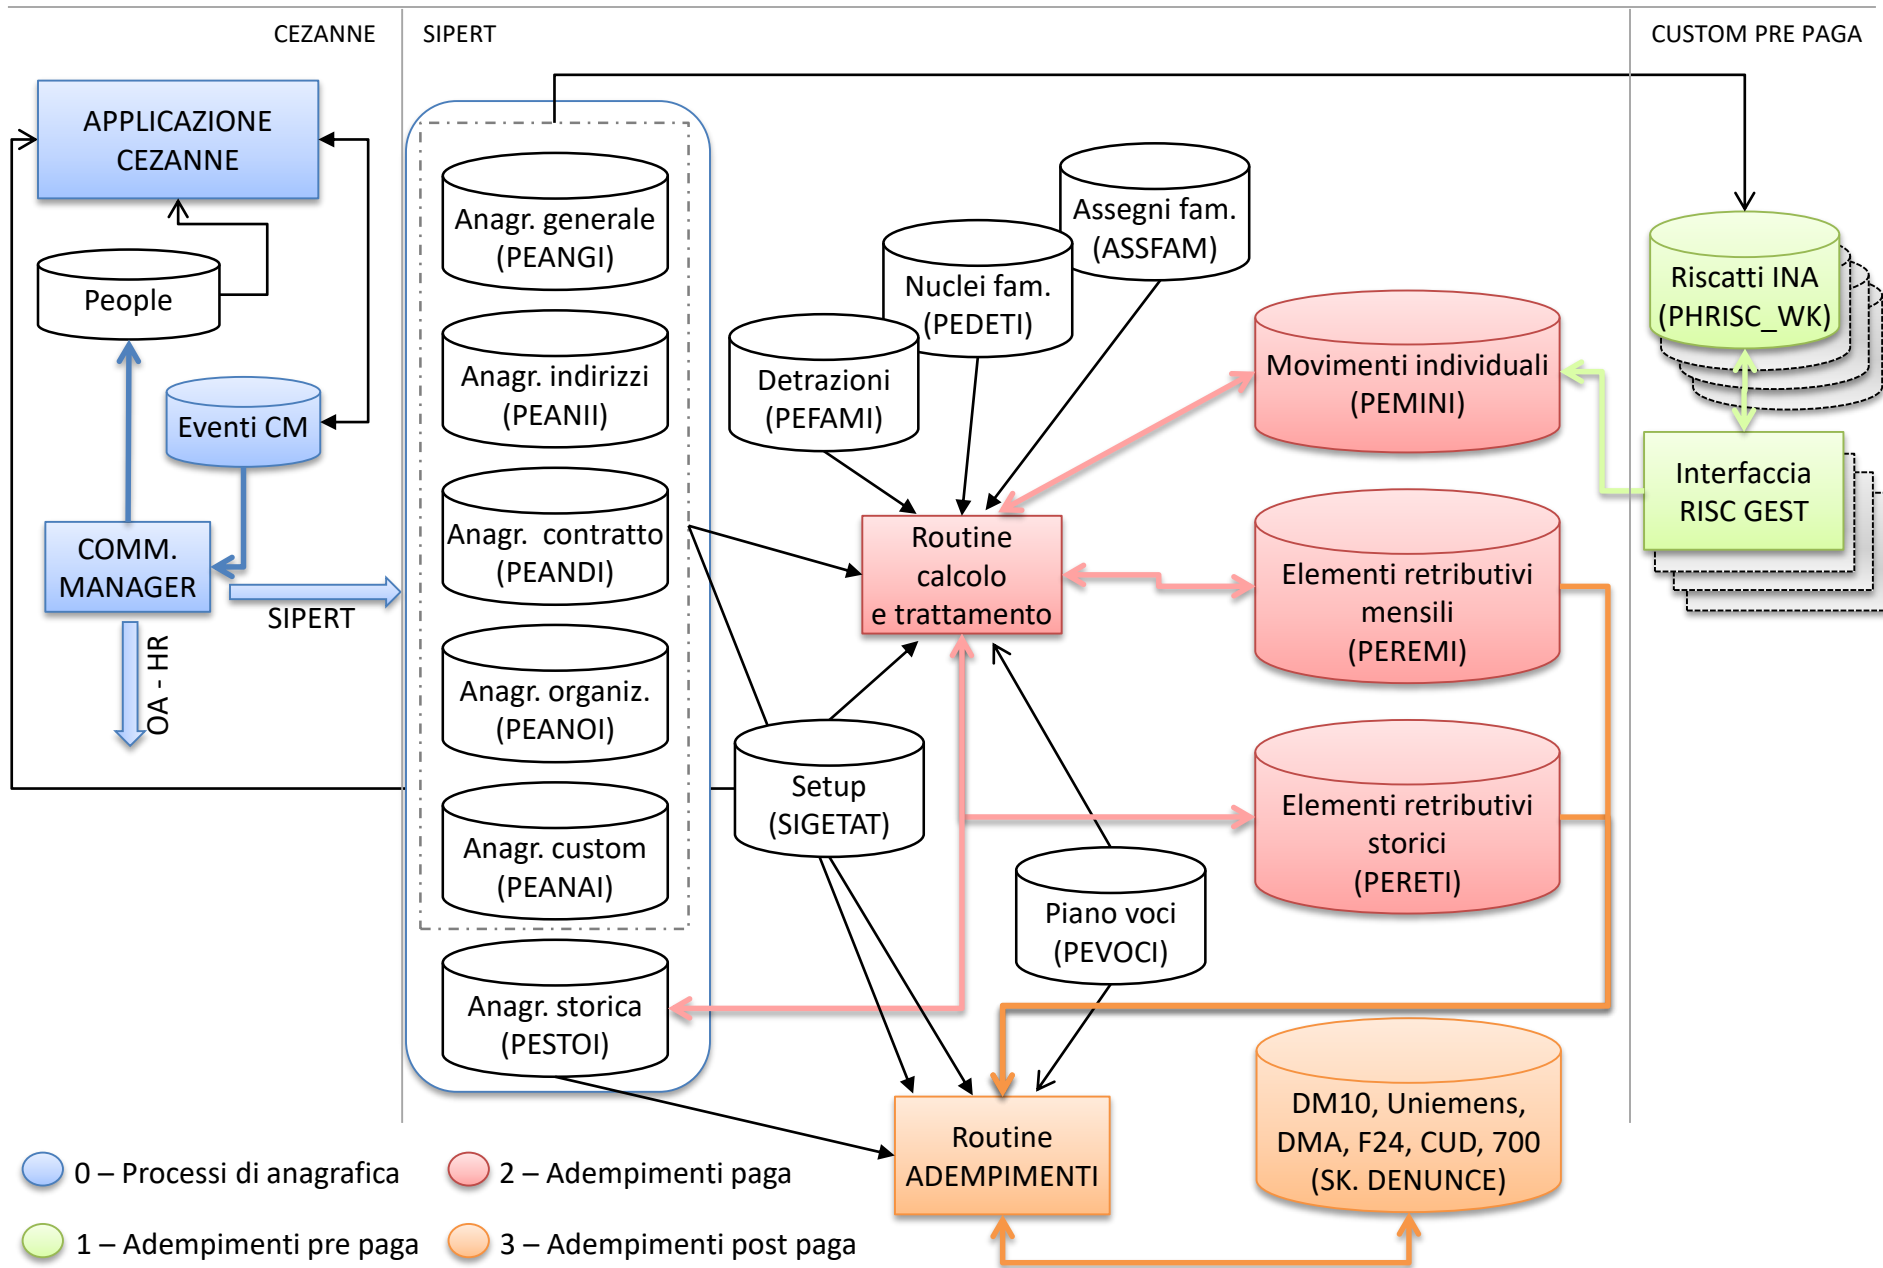 CEZANNE
SIPERT
CUSTOM PRE PAGA
APPLICAZIONE
CEZANNE
People
Eventi CM
COMM.
MANAGER
SIPERT
OA - HR
Anagr. generale
(PEANGI)
Anagr. indirizzi
(PEANII)
Anagr.  contratto
(PEANDI)
Anagr. organiz.
(PEANOI)
Anagr. custom
(PEANAI)
Anagr. storica
(PESTOI)
Assegni fam.
(ASSFAM)
Nuclei fam.
(PEDETI)
Detrazioni
(PEFAMI)
Routine
calcolo
e trattamento
Setup
(SIGETAT)
Piano voci
(PEVOCI)
Movimenti individuali
(PEMINI)
Elementi retributivi
mensili
(PEREMI)
Elementi retributivi
storici
(PERETI)
Riscatti INA
(PHRISC_WK)
Interfaccia
RISC GEST
Routine
ADEMPIMENTI
DM10, Uniemens,
DMA, F24, CUD, 700
(SK. DENUNCE)
0 – Processi di anagrafica
2 – Adempimenti paga
1 – Adempimenti pre paga
3 – Adempimenti post paga